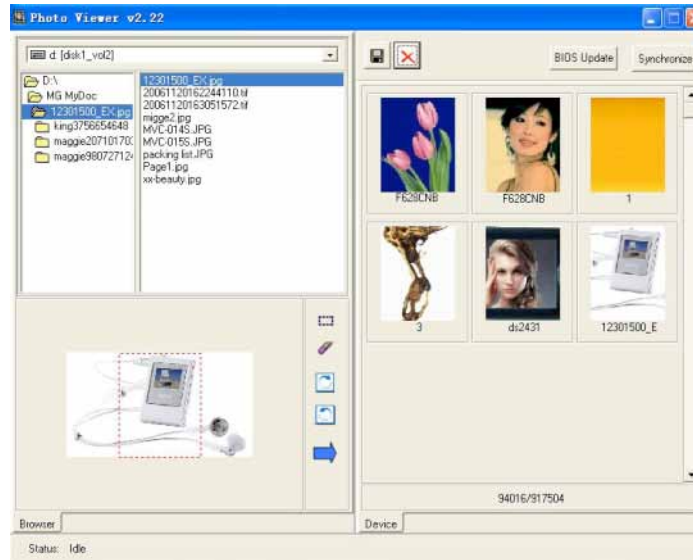 Photo Viewer v2.22
d: [disk1_vol2]
D:\
MG MyDoc
12301500_EX.jpg
king3756654648
maggie20710170
maggie980727124
12301500_EX.jpg
20061120162244110.tif
20061120163051572.tif
migge2.jpg
MVC-014S.JPG
MVC-015S.JPG
packing list.JPG
Page1.jpg
xx-beauty.jpg
Browser
BIOS Update
Synchronize
F628CNB
F628CNB
1
3
ds2431
12301500_E
94016/917504
Device
Status: Idle